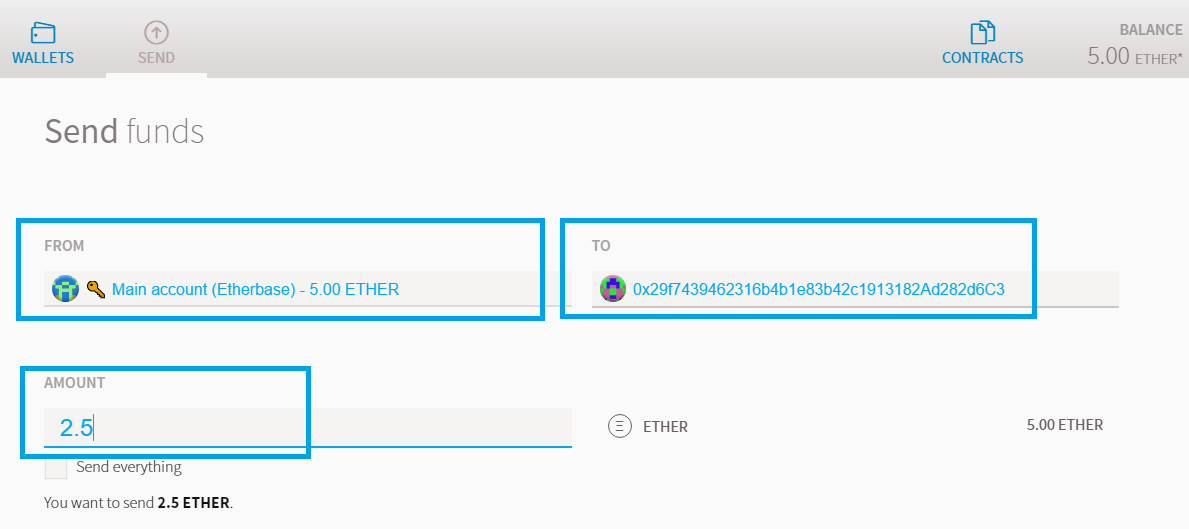 WALLETS
SEND
CONTRACTS
BALANCE
5.00 ETHER*
Send funds
FROM
Main account (Etherbase) - 5.00 ETHER
TO
0x29f7439462316b4b1e83b42c1913182Ad282d6C3
AMOUNT
2.5
ETHER
5.00 ETHER
Send everything
You want to send 2.5 ETHER.